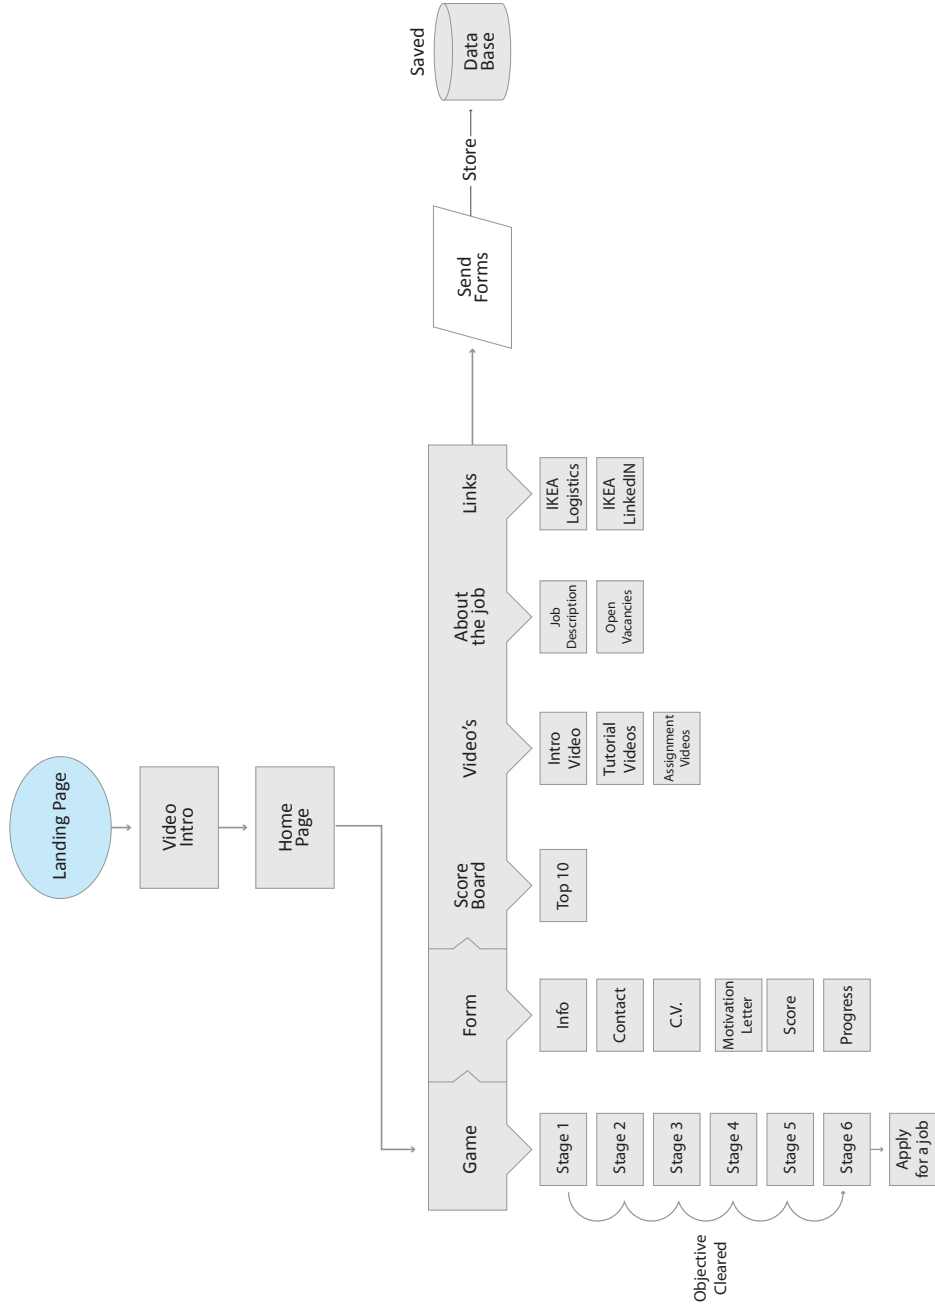 Landing Page
Video
Intro
Home
Page
Game
Form
Score
Board
Video's
About
the job
Links
Stage 1
Stage 2
Stage 3
Stage 4
Stage 5
Stage 6
Apply
for a job
Objective
Cleared
Info
Contact
C.V.
Motivation
Letter
Score
Progress
Top 10
Intro
Video
Tutorial
Videos
Assignment
Videos
Job
Description
Open
Vacancies
IKEA
Logistics
IKEA
LinkedIN
Send
Forms
Store
Saved
Data
Base